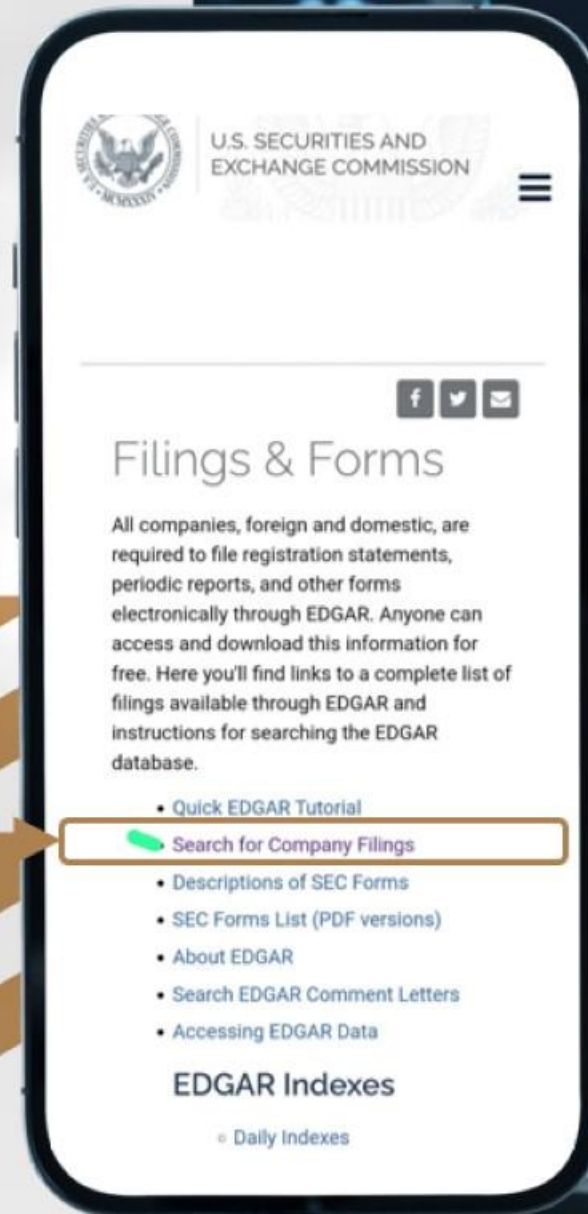 U.S. SECURITIES AND
EXCHANGE COMMISSION
MCMXXXIV
Filings & Forms
All companies, foreign and domestic, are
required to file registration statements,
periodic reports, and other forms
electronically through EDGAR. Anyone can
access and download this information for
free. Here you'll find links to a complete list of
filings available through EDGAR and
instructions for searching the EDGAR
database.
• Quick EDGAR Tutorial
• Search for Company Filings
• Descriptions of SEC Forms
• SEC Forms List (PDF versions)
• About EDGAR
• Search EDGAR Comment Letters
• Accessing EDGAR Data
EDGAR Indexes
◦ Daily Indexes